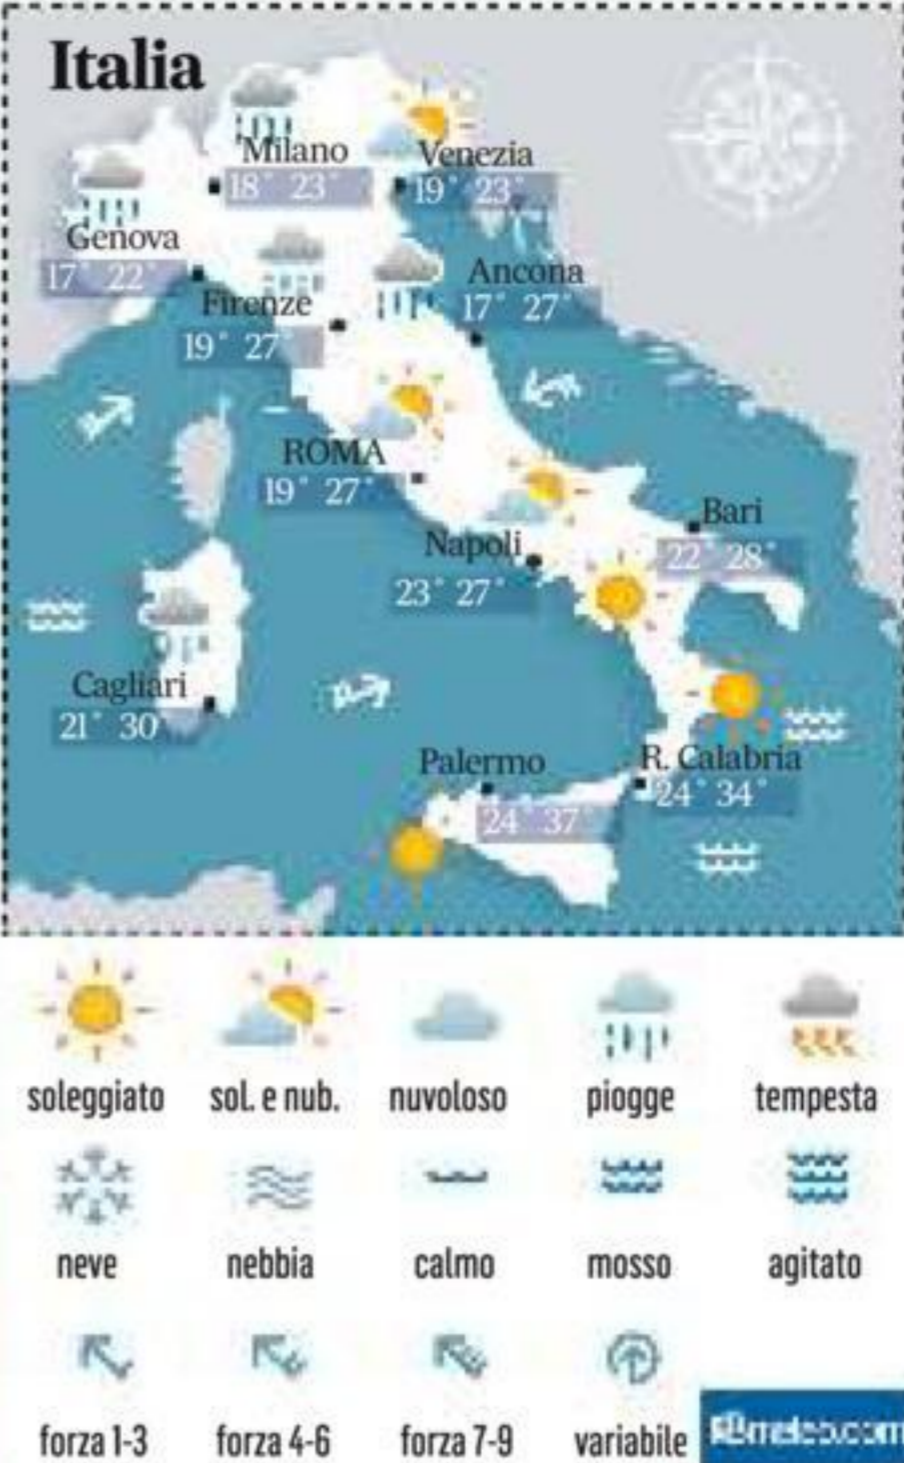 Italia
Milano
18° 23°
Venezia
19° 23°
Genova
17° 22°
Ancona
17° 27°
Firenze
19° 27°
ROMA
19° 27°
Bari
22° 28°
Napoli
23° 27°
Cagliari
21° 30°
Palermo
24° 37°
R. Calabria
24° 34°
soleggiato sol. e nub. nuvoloso piogge tempesta
neve nebbia calmo mosso agitato
forza 1-3 forza 4-6 forza 7-9 variabile